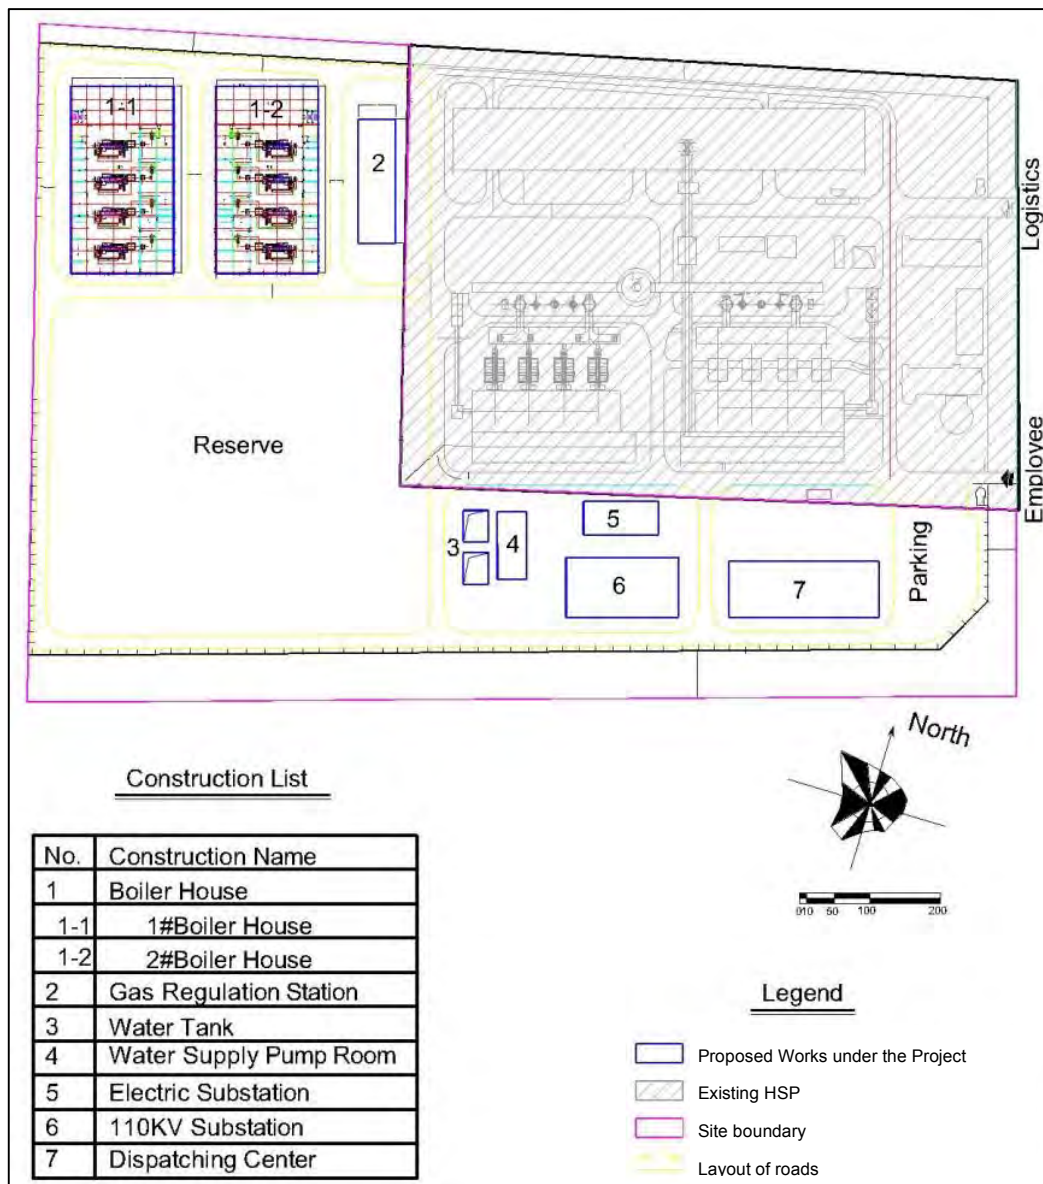 1-1
1-2
2
Logistics
Reserve
Employee
3
4
5
6
7
Parking
North
Construction List
No. Construction Name
1 Boiler House
1-1 1#Boiler House
1-2 2#Boiler House
2 Gas Regulation Station
3 Water Tank
4 Water Supply Pump Room
5 Electric Substation
6 110KV Substation
7 Dispatching Center
0 10 50 100 200
Legend
Proposed Works under the Project
Existing HSP
Site boundary
Layout of roads